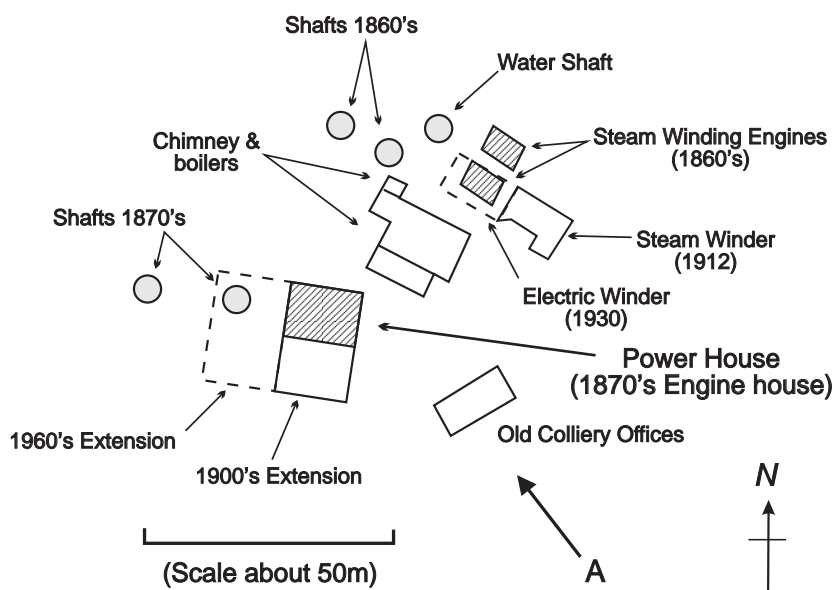 Shafts 1860's
Water Shaft
Chimney &
boilers
Steam Winding Engines
(1860's)
Shafts 1870's
Steam Winder
(1912)
Electric Winder
(1930)
Power House
(1870's Engine house)
1960's Extension
Old Colliery Offices
1900's Extension
N
(Scale about 50m)
A